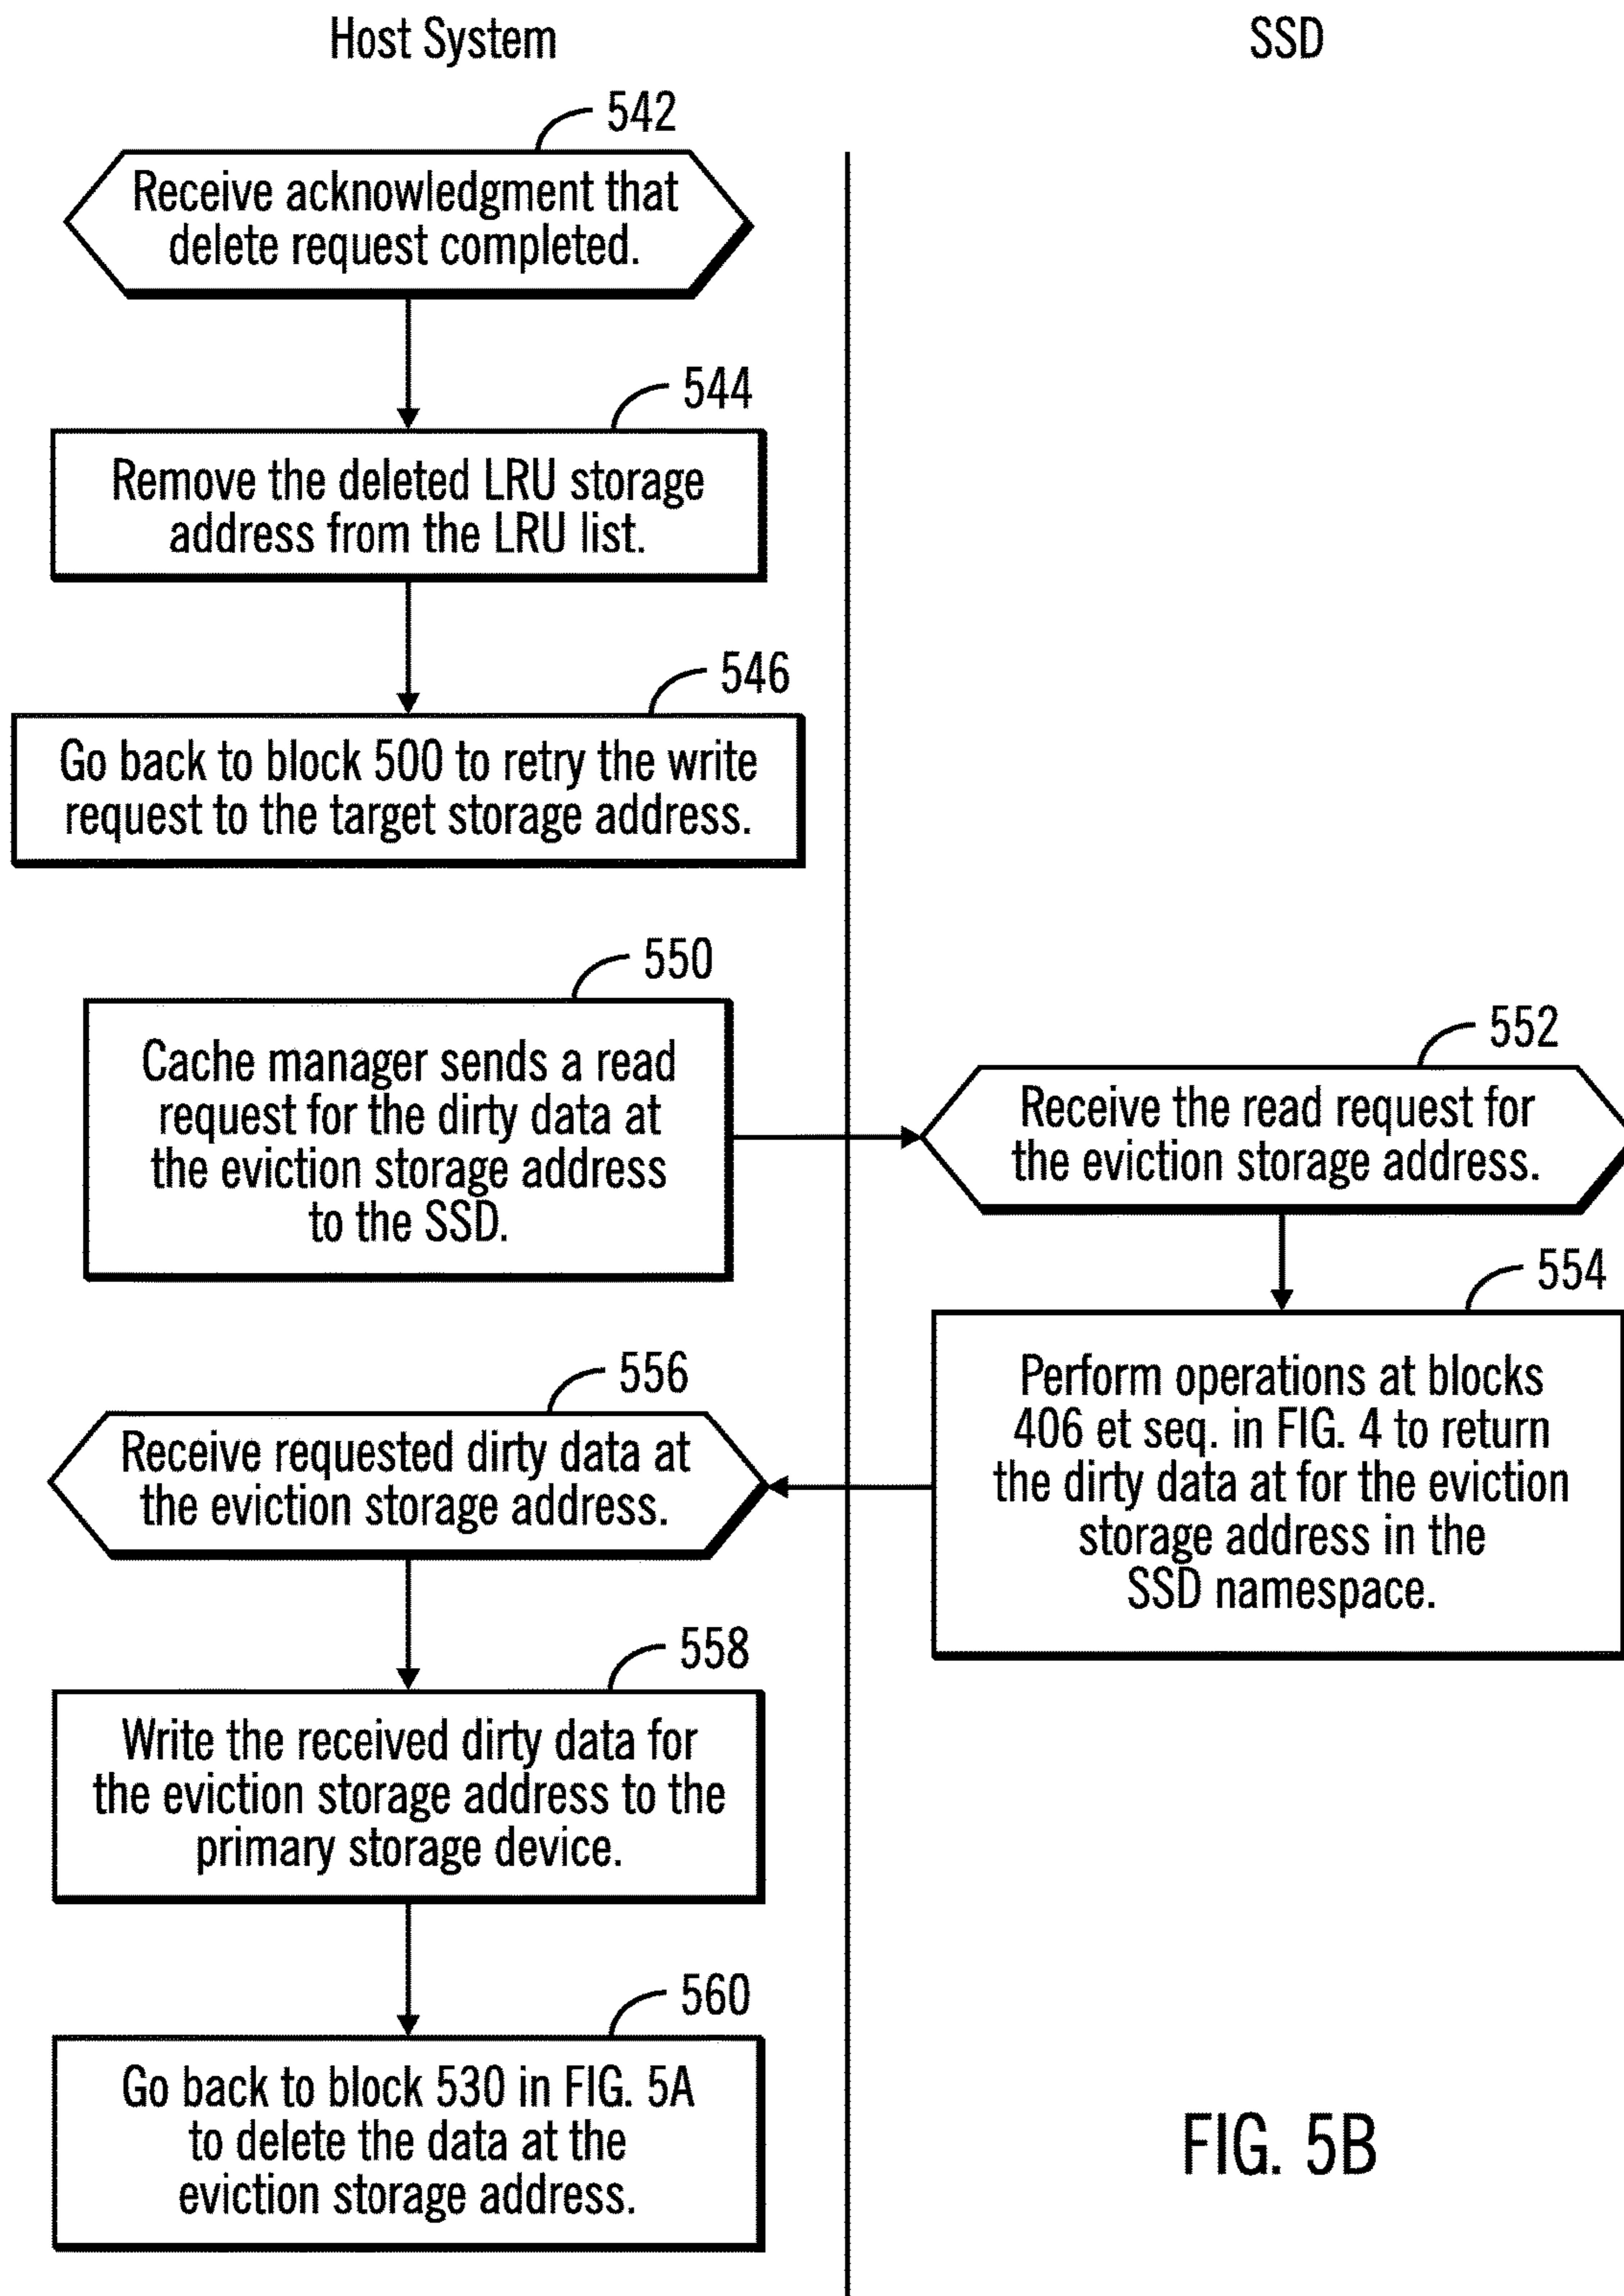 Host System
SSD
542
Receive acknowledgment that
delete request completed.
544
Remove the deleted LRU storage
address from the LRU list.
546
Go back to block 500 to retry the write
request to the target storage address.
550
Cache manager sends a read
request for the dirty data at
the eviction storage address
to the SSD.
552
Receive the read request for
the eviction storage address.
554
Perform operations at blocks
406 et seq. in FIG. 4 to return
the dirty data at for the eviction
storage address in the
SSD namespace.
556
Receive requested dirty data at
the eviction storage address.
558
Write the received dirty data for
the eviction storage address to the
primary storage device.
560
Go back to block 530 in FIG. 5A
to delete the data at the
eviction storage address.
FIG. 5B